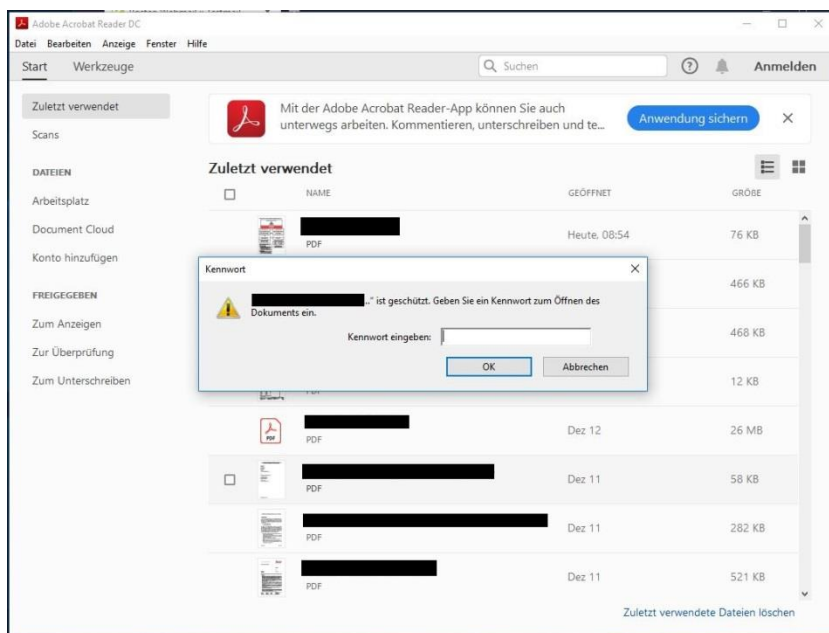 Adobe Acrobat Reader DC
Datei Bearbeiten Anzeige Fenster Hilfe
Start Werkzeuge Suchen Anmelden
Zuletzt verwendet
Scans
DATEIEN
Arbeitsplatz
Document Cloud
Konto hinzufügen
FREIGEGEBEN
Zum Anzeigen
Zur Überprüfung
Zum Unterschreiben
Mit der Adobe Acrobat Reader-App können Sie auch
unterwegs arbeiten. Kommentieren, unterschreiben und te...
Anwendung sichern
Zuletzt verwendet
NAME GEÖFFNET GRÖẞE
PDF Heute, 08:54 76 KB
466 KB
468 KB
12 KB
Kennwort
..." ist geschützt. Geben Sie ein Kennwort zum Öffnen des
Dokuments ein.
Kennwort eingeben:
OK Abbrechen
PDF Dez 12 26 MB
PDF Dez 11 58 KB
PDF Dez 11 282 KB
PDF Dez 11 521 KB
Zuletzt verwendete Dateien löschen